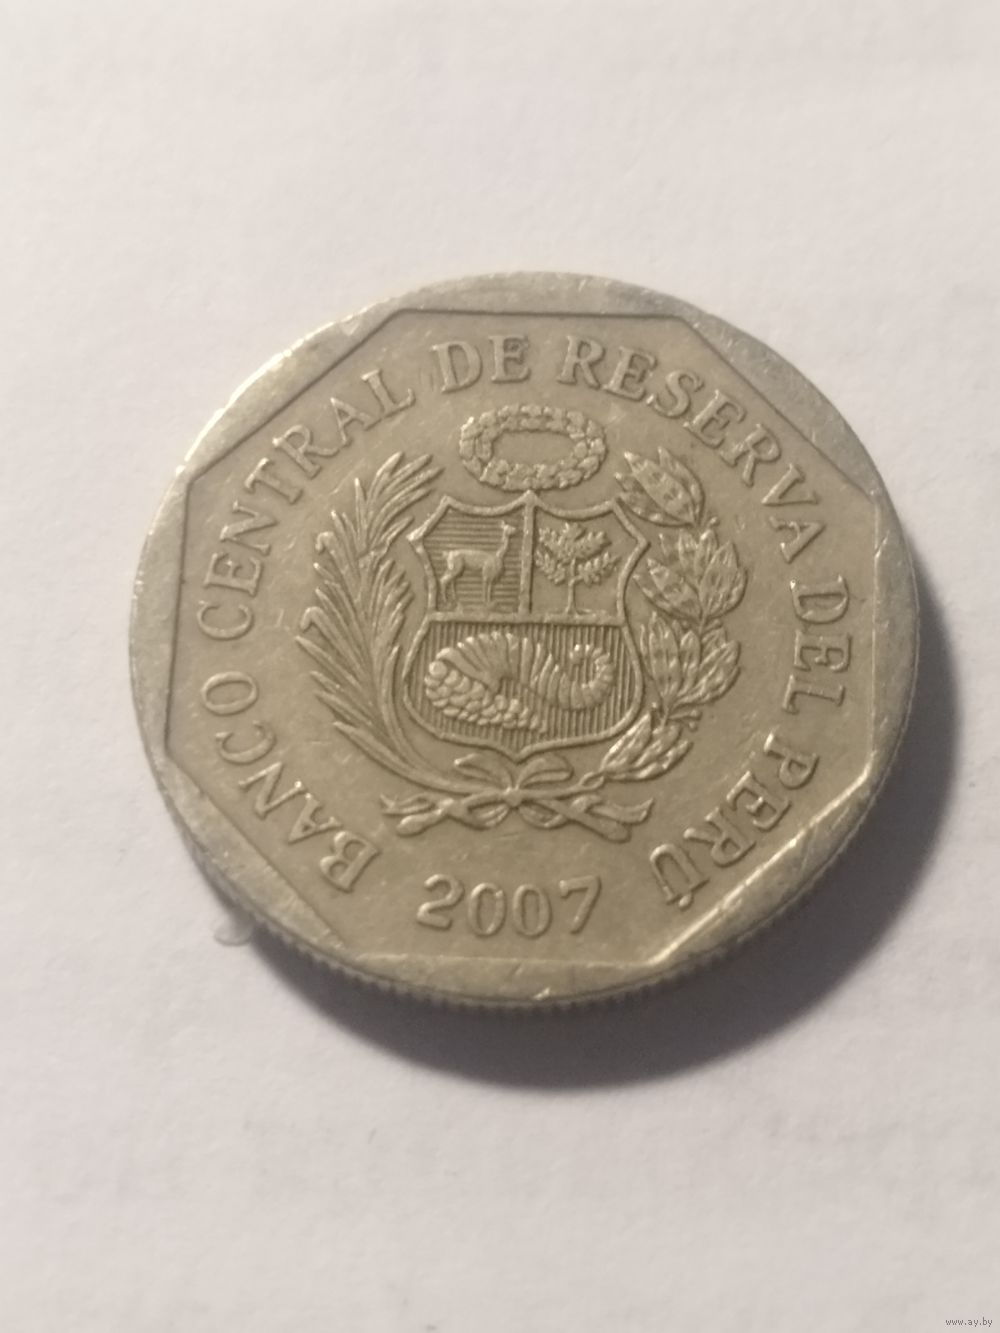 BANCO CENTRAL DE RESERVA DEL PERÚ
2007
www.ay.by